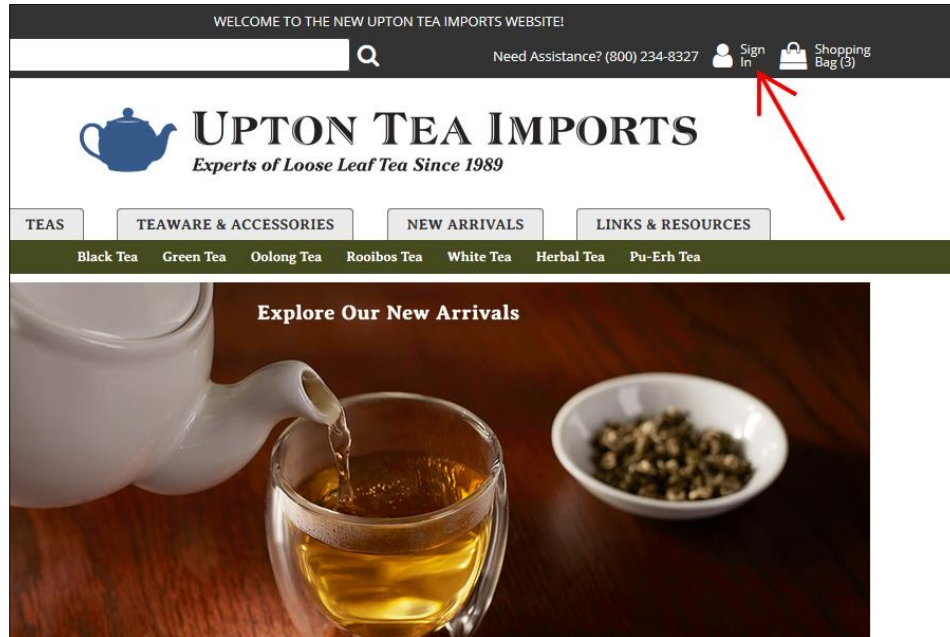 WELCOME TO THE NEW UPTON TEA IMPORTS WEBSITE!
Need Assistance? (800) 234-8327
Sign
In
Shopping
Bag (3)
UPTON TEA IMPORTS
Experts of Loose Leaf Tea Since 1989
TEAS
TEAWARE & ACCESSORIES
NEW ARRIVALS
LINKS & RESOURCES
Black Tea Green Tea Oolong Tea Rooibos Tea White Tea Herbal Tea Pu-Erh Tea
Explore Our New Arrivals